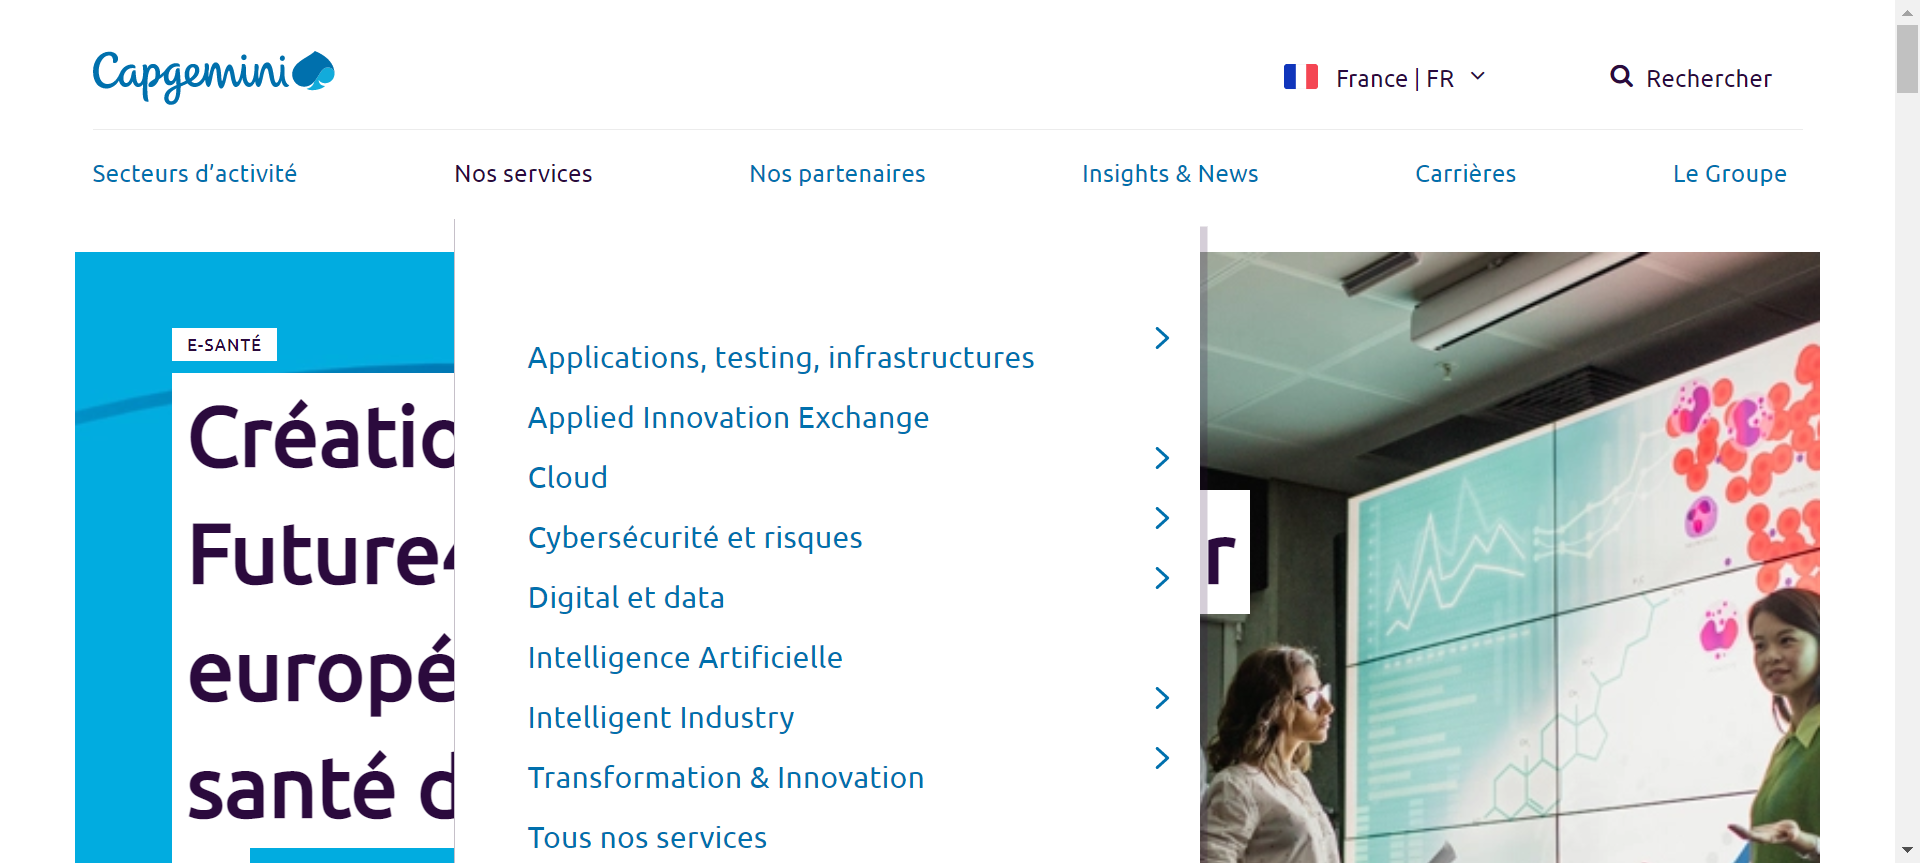 Capgemini
France | FR
Rechercher
Secteurs d’activité
Nos services
Nos partenaires
Insights & News
Carrières
Le Groupe
E-SANTÉ
Applications, testing, infrastructures
Applied Innovation Exchange
Cloud
Cybersécurité et risques
Digital et data
Intelligence Artificielle
Intelligent Industry
Transformation & Innovation
Tous nos services
Créatio
Future4
europé
santé d
r